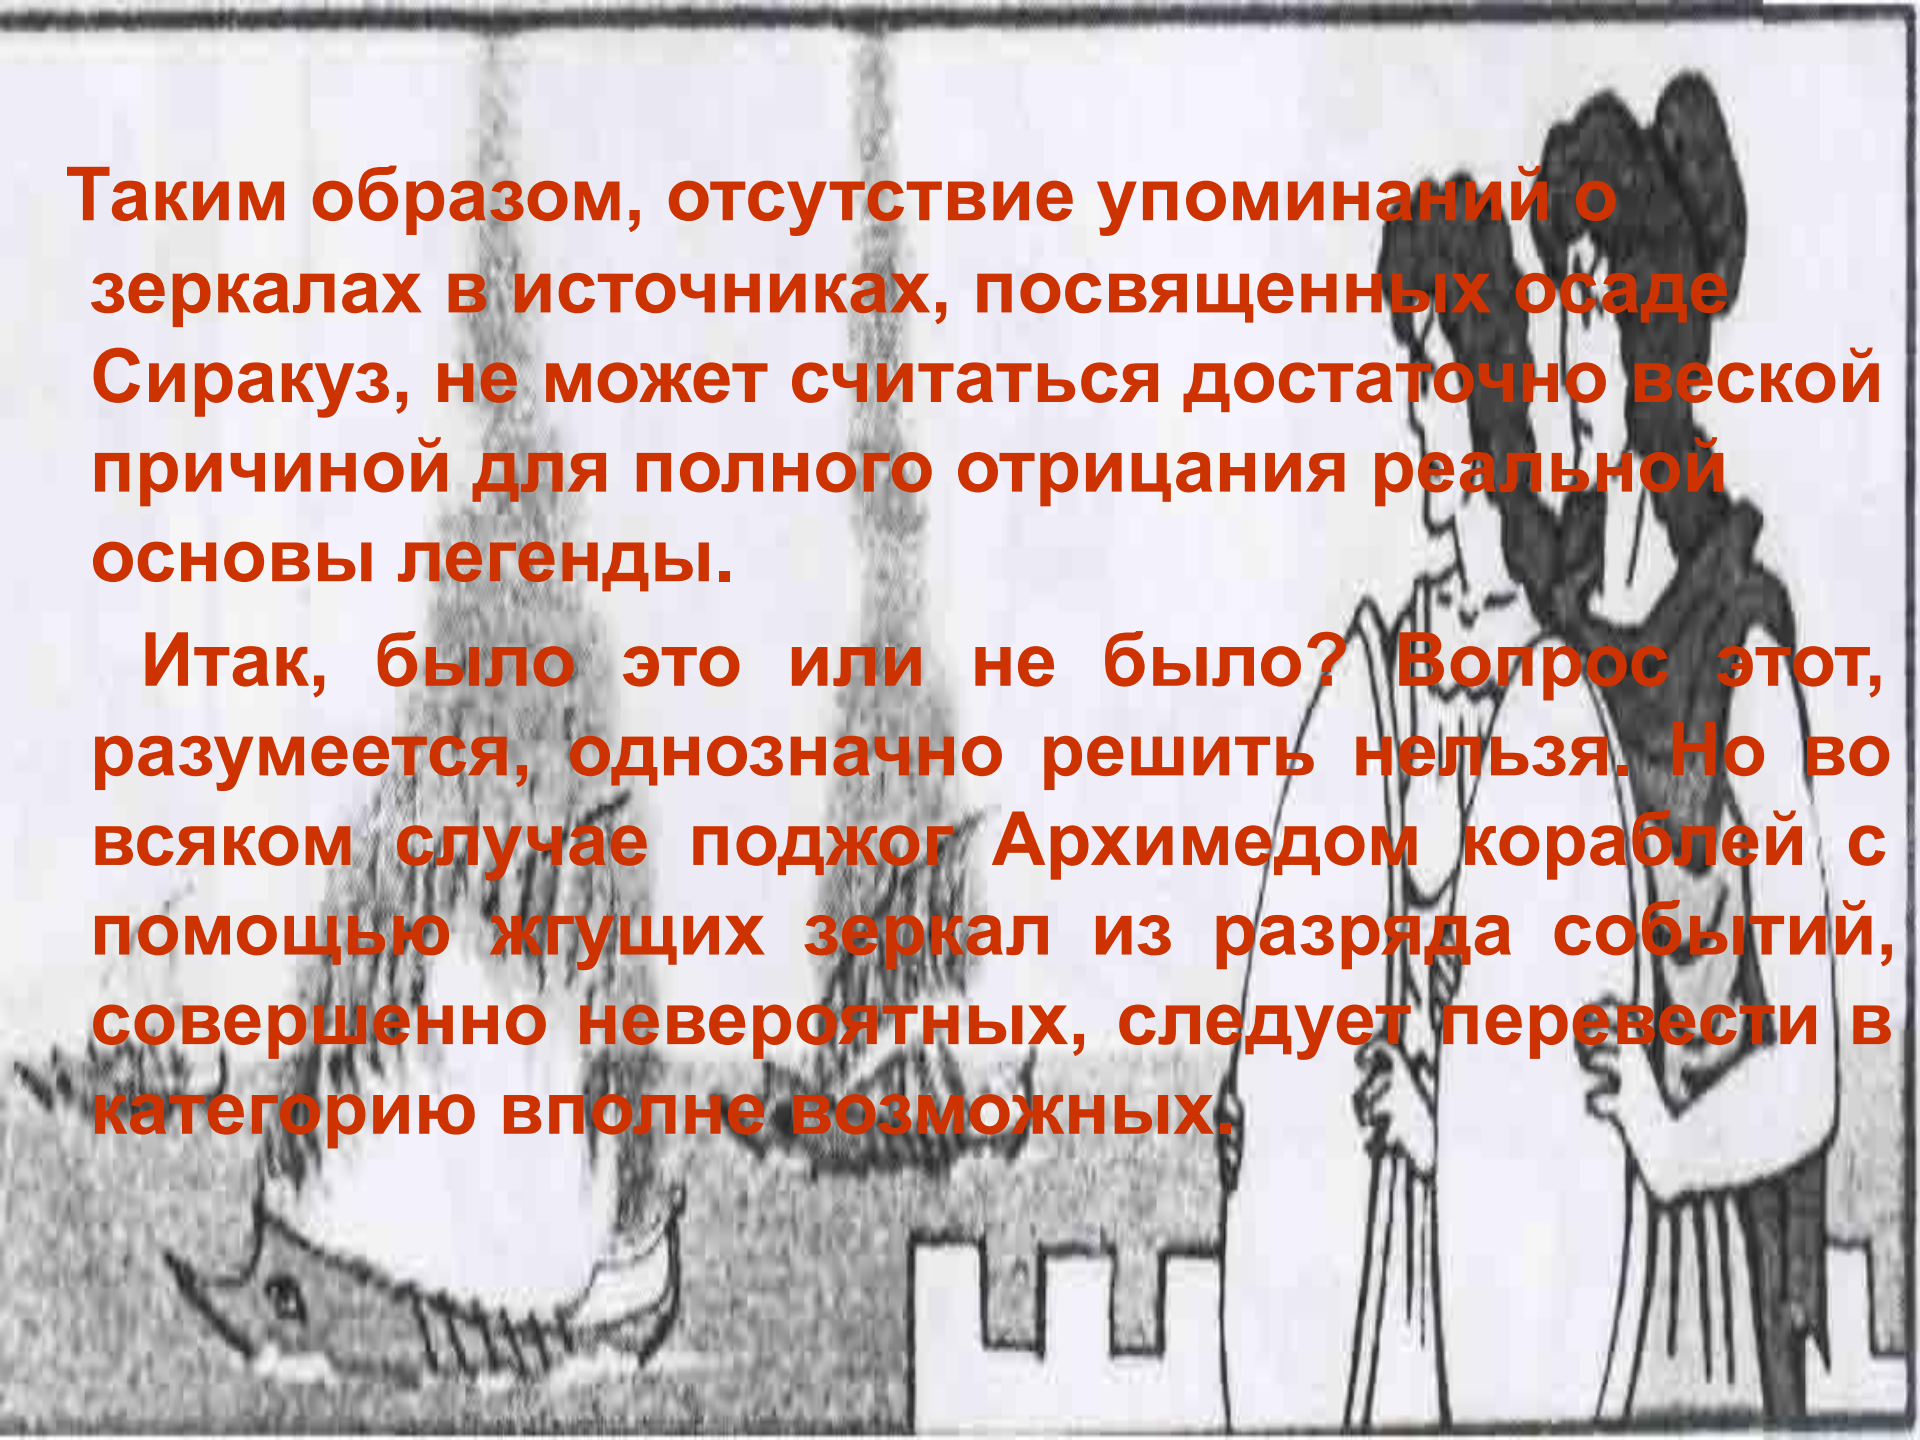 Таким образом, отсутствие упоминаний о
зеркалах в источниках, посвященных осаде
Сиракуз, не может считаться достаточно веской
причиной для полного отрицания реальной
основы легенды.
Итак, было это или не было? Вопрос этот,
разумеется, однозначно решить нельзя. Но во
всяком случае поджог Архимедом кораблей с
помощью жгущих зеркал из разряда событий,
совершенно невероятных, следует перевести в
категорию вполне возможных.